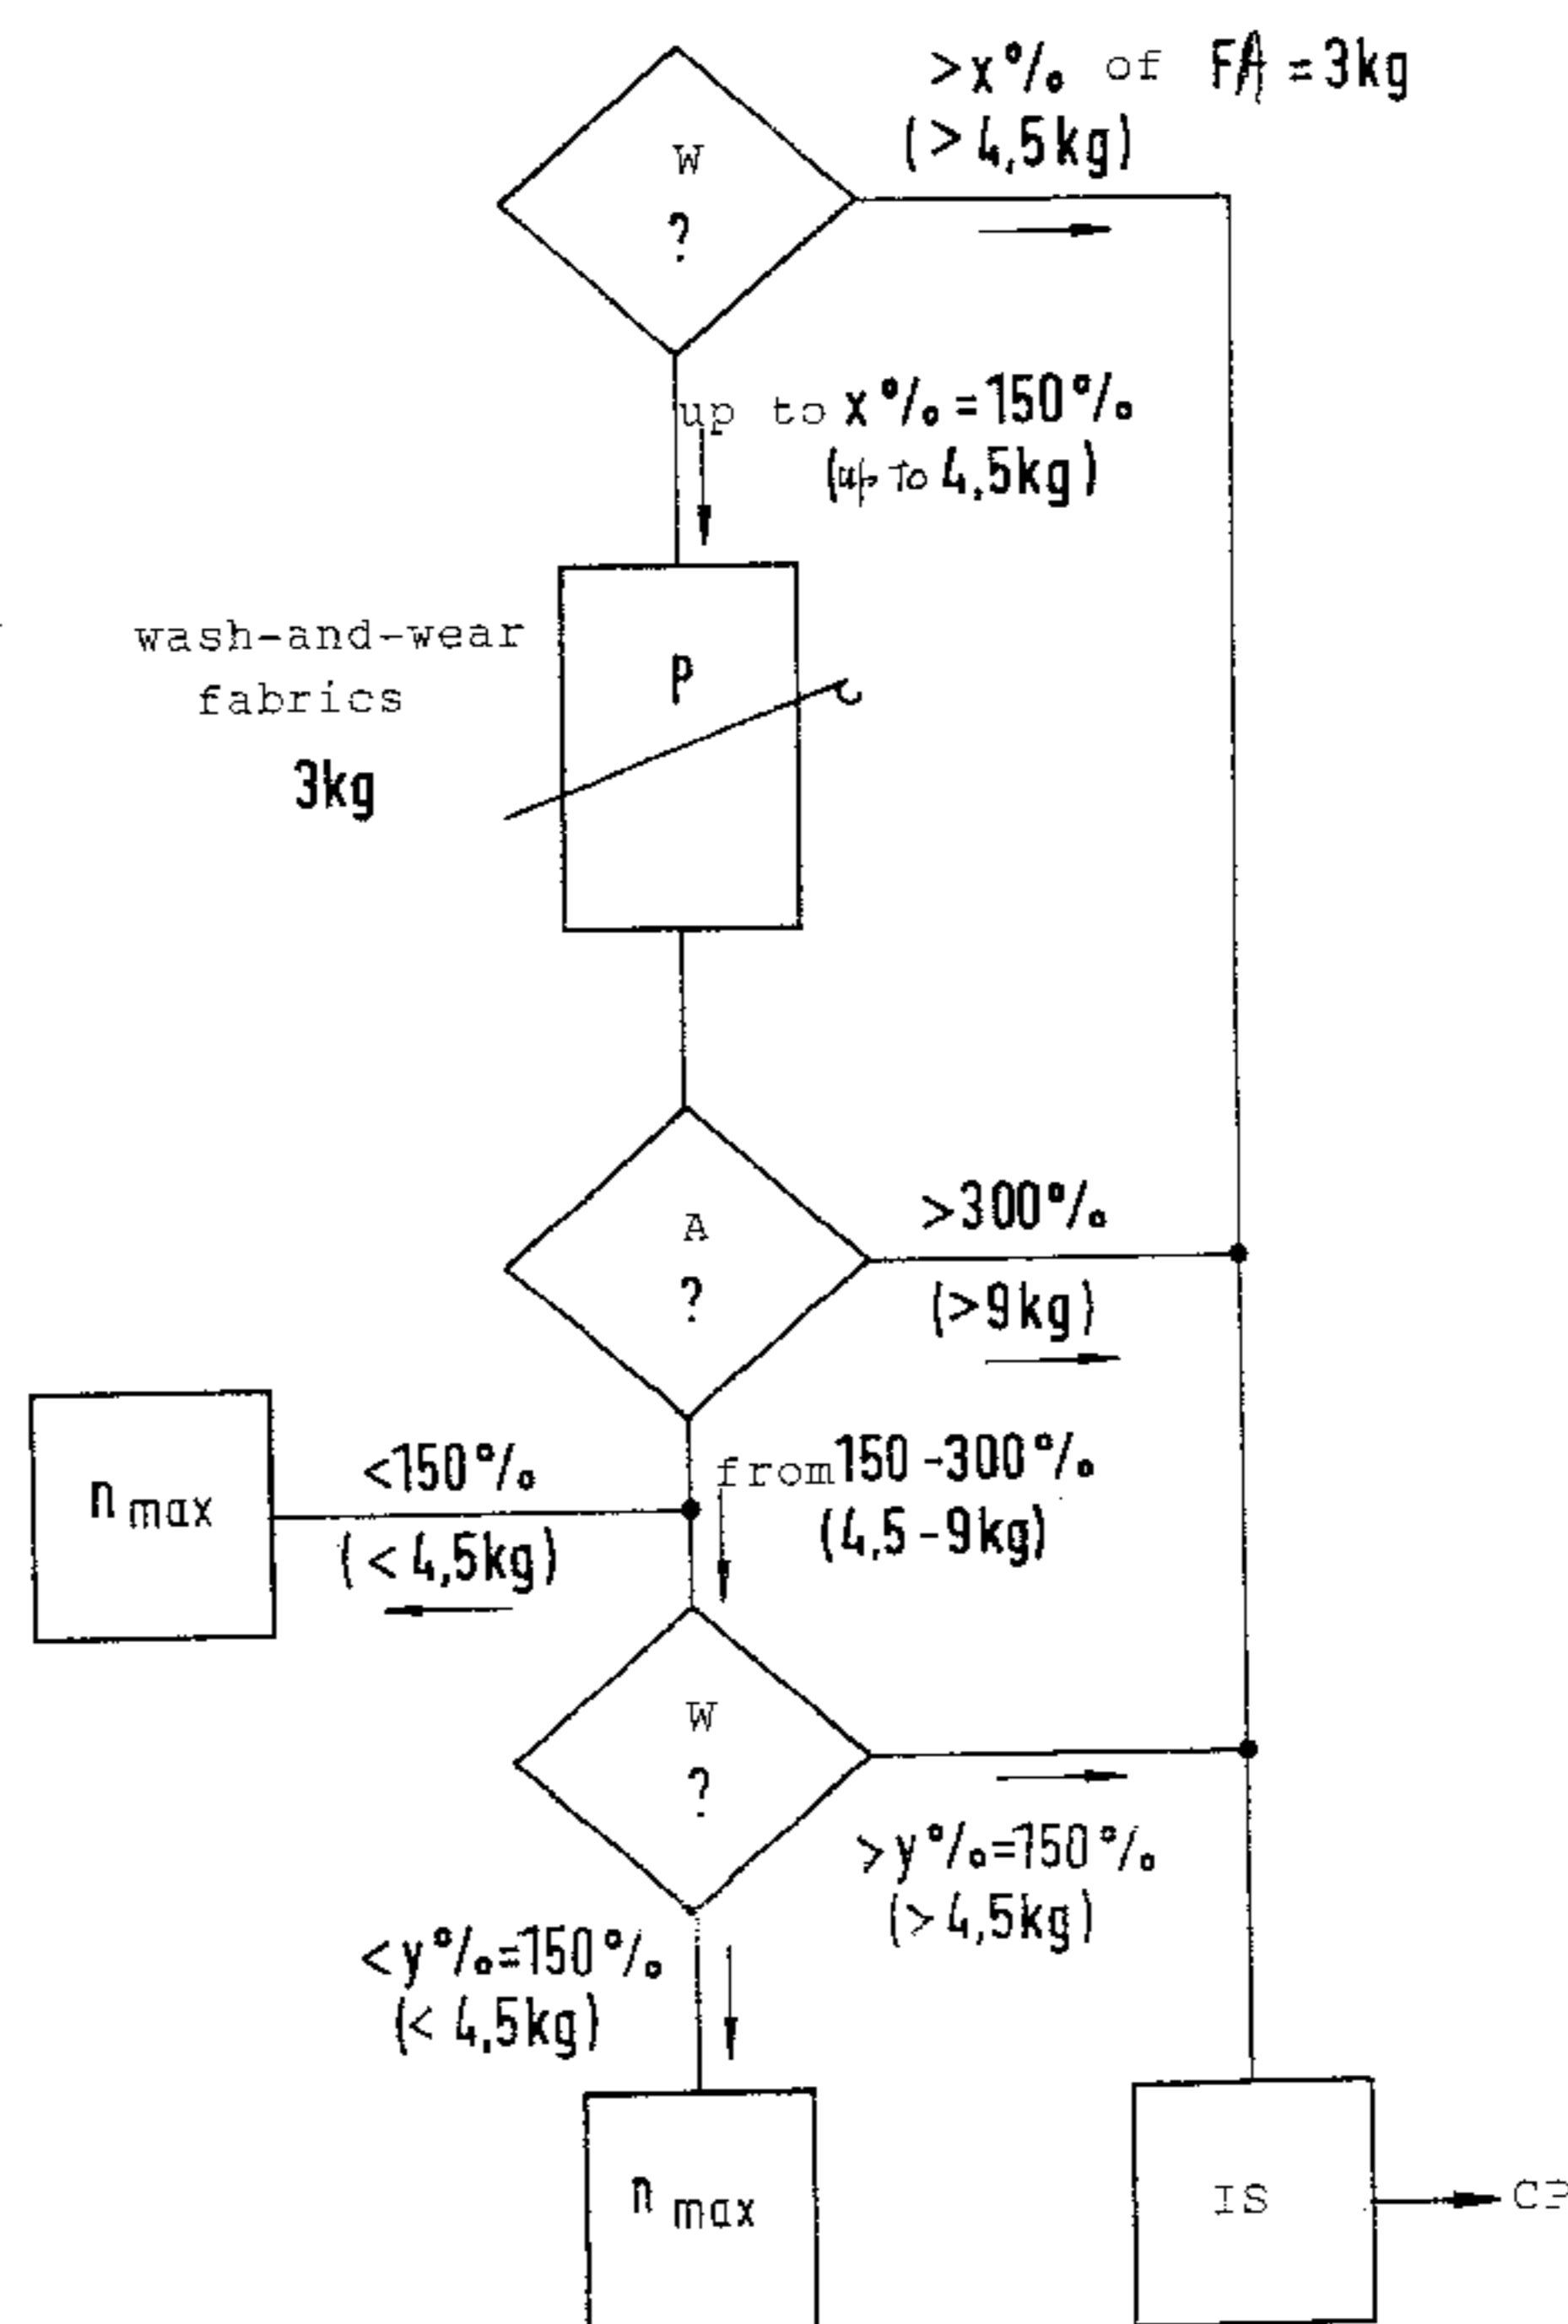 >x% of FA = 3kg
(> 4,5kg)
W
?
up to x% = 150%
(up to 4,5kg)
wash-and-wear
fabrics
3kg
P
A
?
>300%
(>9kg)
n max
<150%
(< 4,5kg)
from 150 - 300%
(4,5 - 9kg)
W
?
>y% = 150%
(> 4,5kg)
<y% = 150%
(< 4,5kg)
n max
IS